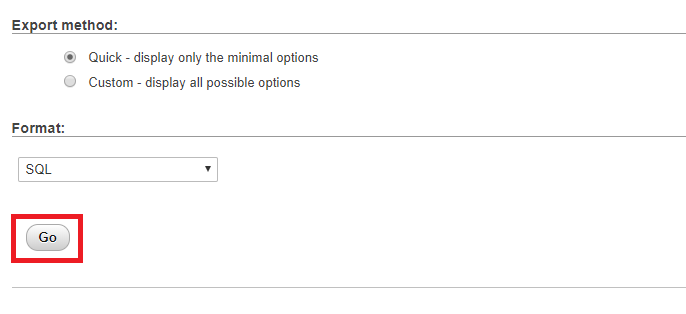 Export method:
Quick - display only the minimal options
Custom - display all possible options
Format:
SQL
Go